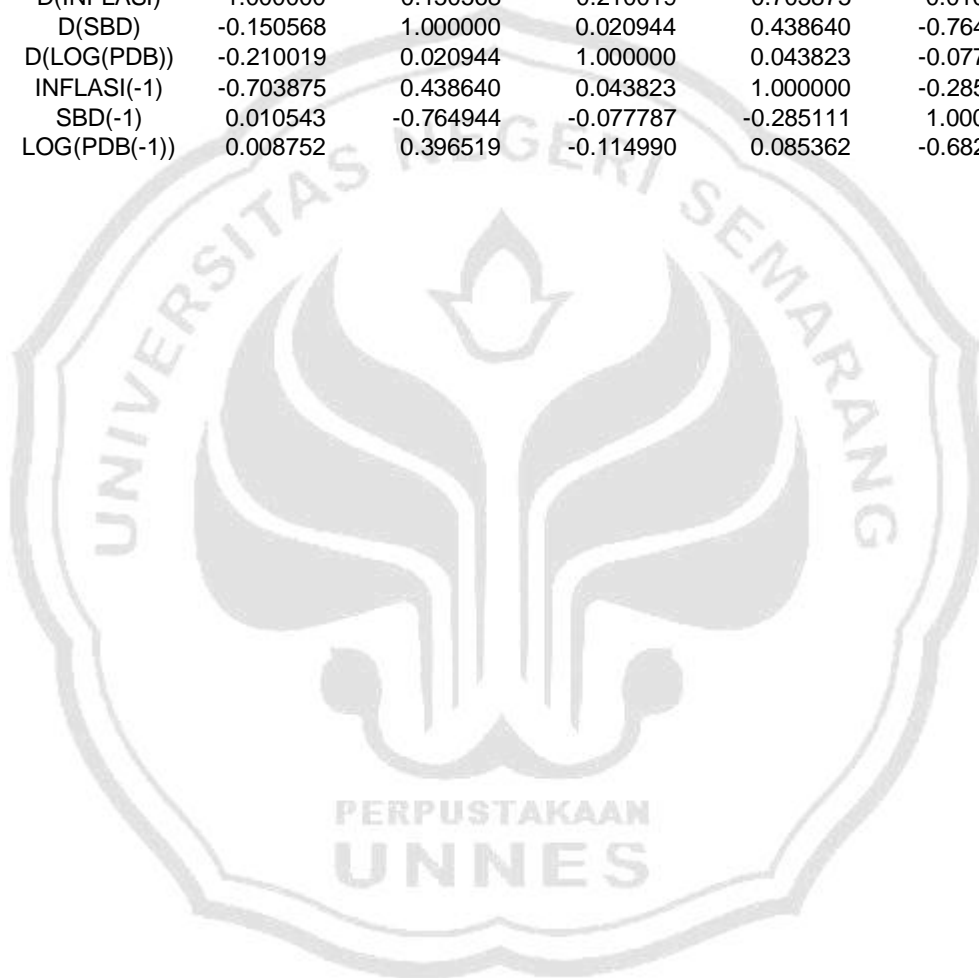 D(SBD) -0.150568 1.000000 0.020944 0.438640
D(LOG(PDB)) -0.210019 0.020944 1.000000 0.043823
INFLASI(-1) -0.703875 0.438640 0.043823 1.000000
SBD(-1) 0.010543 -0.764944 -0.077787 -0.285111
LOG(PDB(-1)) 0.008752 0.396519 -0.114990 0.085362
UNIVERSITAS NEGERI SEMARANG
PERPUSTAKAAN
UNNES